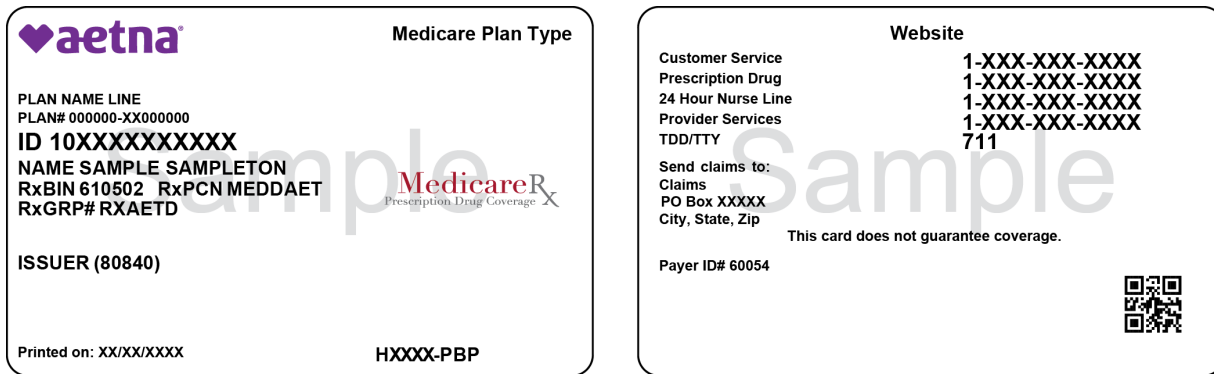 aetna®
Medicare Plan Type
PLAN NAME LINE
PLAN# 000000-XX000000
ID 10XXXXXXXXXX
NAME SAMPLE SAMPLETON
RxBIN 610502 RxPCN MEDDAET
RxGRP# RXAETD
MedicareRx
Prescription Drug Coverage
ISSUER (80840)
Printed on: XX/XX/XXXX
HXXXX-PBP
Sample
Website
Customer Service 1-XXX-XXX-XXXX
Prescription Drug 1-XXX-XXX-XXXX
24 Hour Nurse Line 1-XXX-XXX-XXXX
Provider Services 1-XXX-XXX-XXXX
TDD/TTY 711
Send claims to:
Claims
PO Box XXXXX
City, State, Zip
This card does not guarantee coverage.
Payer ID# 60054
Sample